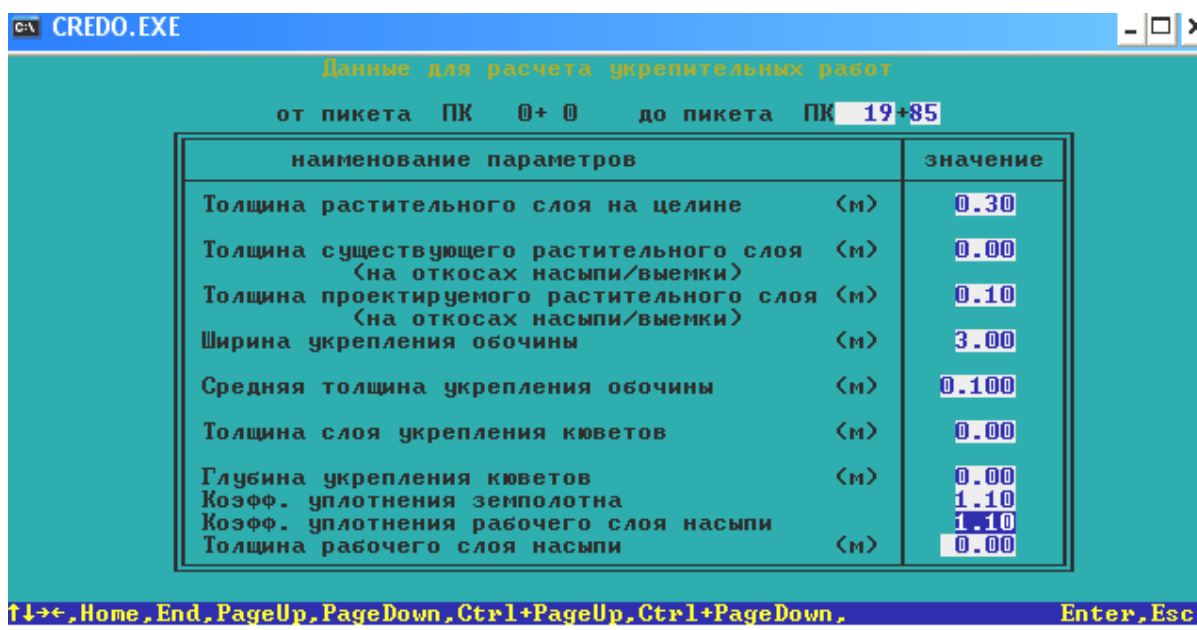 CREDO.EXE
Данные для расчета укрепительных работ
от пикета ПК 0+ 0 до пикета ПК 19+85
наименование параметров значение
Толщина растительного слоя на целине (м) 0.30
Толщина существующего растительного слоя (м) 0.00
(на откосах насыпи/выемки)
Толщина проектируемого растительного слоя (м) 0.10
(на откосах насыпи/выемки)
Ширина укрепления обочины (м) 3.00
Средняя толщина укрепления обочины (м) 0.100
Толщина слоя укрепления кюветов (м) 0.00
Глубина укрепления кюветов (м) 0.00
Коэфф. уплотнения земполотна 1.10
Коэфф. уплотнения рабочего слоя насыпи 1.10
Толщина рабочего слоя насыпи (м) 0.00
↑↓→←,Home,End,PageUp,PageDown,Ctrl+PageUp,Ctrl+PageDown, Enter,Esc